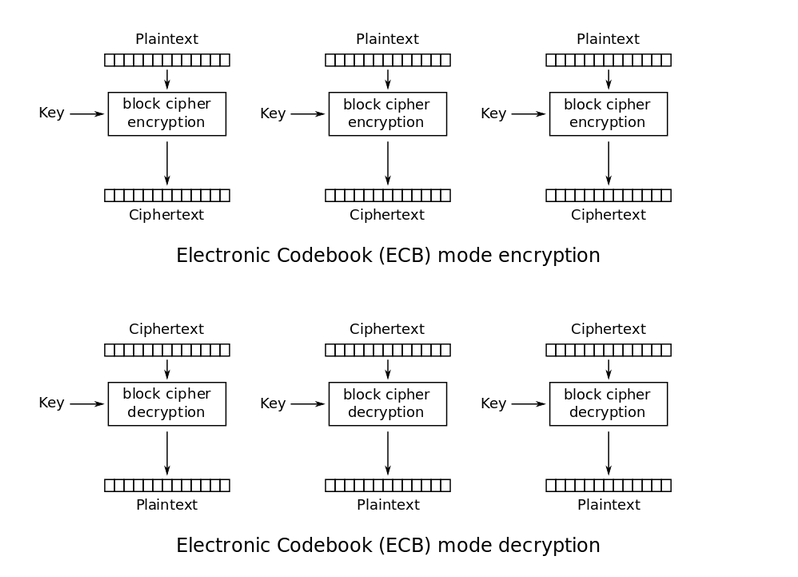 Plaintext Plaintext Plaintext
Key block cipher encryption Key block cipher encryption Key block cipher encryption
Ciphertext Ciphertext Ciphertext
Electronic Codebook (ECB) mode encryption
Ciphertext Ciphertext Ciphertext
Key block cipher decryption Key block cipher decryption Key block cipher decryption
Plaintext Plaintext Plaintext
Electronic Codebook (ECB) mode decryption